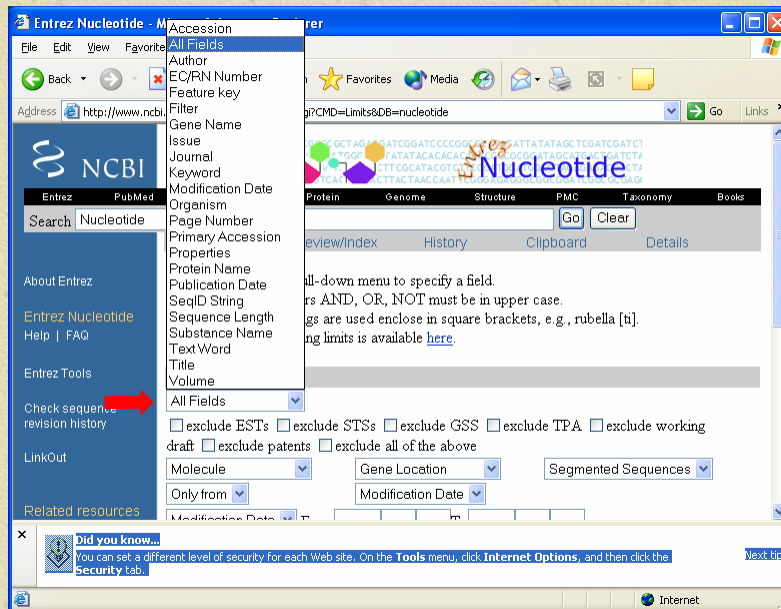 Entrez Nucleotide - M
rer
File Edit View Favorite
Back
Favorites Media
Address http://www.ncbi.
gi?CMD=Limits&DB=nucleotide
Go Links
Accession
All Fields
Author
EC/RN Number
Feature key
Filter
Gene Name
Issue
Journal
Keyword
Modification Date
Organism
Page Number
Primary Accession
Properties
Protein Name
Publication Date
SeqID String
Sequence Length
Substance Name
Text Word
Title
Volume
NCBI
Entrez Nucleotide
Entrez PubMed Protein Genome Structure PMC Taxonomy Books
Search Nucleotide Go Clear
eview/Index History Clipboard Details
ll-down menu to specify a field.
rs AND, OR, NOT must be in upper case.
gs are used enclose in square brackets, e.g., rubella [ti].
ng limits is available here.
About Entrez
Entrez Nucleotide
Help | FAQ
Entrez Tools
Check sequence
revision history
LinkOut
Related resources
All Fields
exclude ESTs exclude STSs exclude GSS exclude TPA exclude working
draft exclude patents exclude all of the above
Molecule Gene Location Segmented Sequences
Only from Modification Date
Modification Date
Did you know...
You can set a different level of security for each Web site. On the Tools menu, click Internet Options, and then click the
Security tab.
Next tip
Internet